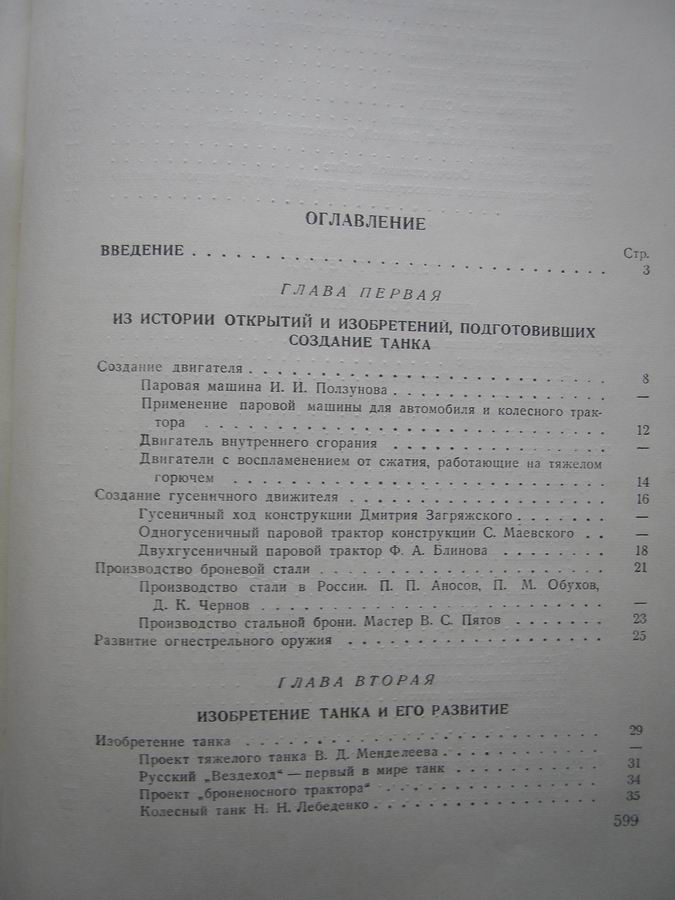 ОГЛАВЛЕНИЕ
Стр.
ВВЕДЕНИЕ . . . . . . . . . . . . . . . . . . . . . . . . 3
ГЛАВА ПЕРВАЯ
ИЗ ИСТОРИИ ОТКРЫТИЙ И ИЗОБРЕТЕНИЙ, ПОДГОТОВИВШИХ
СОЗДАНИЕ ТАНКА
Создание двигателя . . . . . . . . . . . . . . . . . . . . 8
Паровая машина И. И. Ползунова . . . . . . . . . . . . —
Применение паровой машины для автомобиля и колесного трак-
тора . . . . . . . . . . . . . . . . . . . . . . . 12
Двигатель внутреннего сгорания . . . . . . . . . . . . —
Двигатели с воспламенением от сжатия, работающие на тяжелом
горючем . . . . . . . . . . . . . . . . . . . . . 14
Создание гусеничного движителя . . . . . . . . . . . . . . 16
Гусеничный ход конструкции Дмитрия Загряжского . . . . . —
Одногусеничный паровой трактор конструкции С. Маевского . . —
Двухгусеничный паровой трактор Ф. А. Блинова . . . . . . 18
Производство броневой стали . . . . . . . . . . . . . . . . 21
Производство стали в России. П. П. Аносов, П. М. Обухов,
Д. К. Чернов . . . . . . . . . . . . . . . . . . . —
Производство стальной брони. Мастер В. С. Пятов . . . . . 23
Развитие огнестрельного оружия . . . . . . . . . . . . . . 25
ГЛАВА ВТОРАЯ
ИЗОБРЕТЕНИЕ ТАНКА И ЕГО РАЗВИТИЕ
Изобретение танка . . . . . . . . . . . . . . . . . . . . 29
Проект тяжелого танка В. Д. Менделеева . . . . . . . . . —
Русский „Вездеход“ — первый в мире танк . . . . . . . . 31
Проект „броненосного трактора“ . . . . . . . . . . . . 34
Колесный танк Н. Н. Лебеденко . . . . . . . . . . . . . 35
599